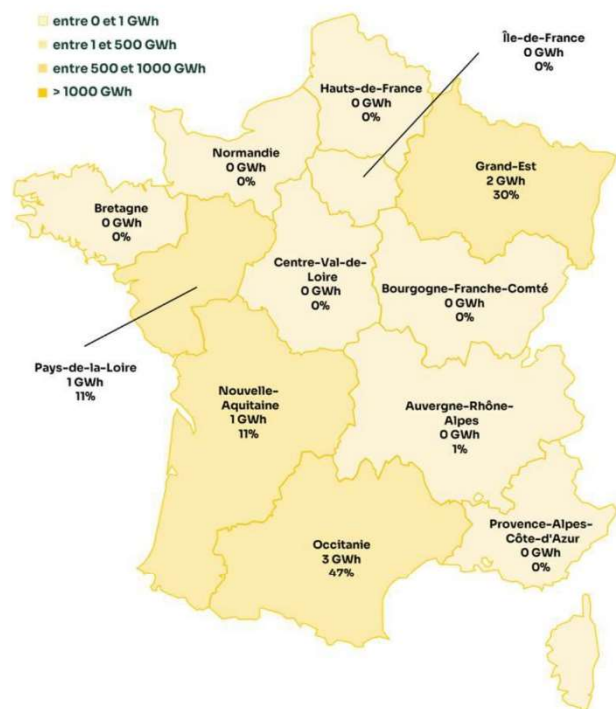 entre 0 et 1 GWh
entre 1 et 500 GWh
entre 500 et 1000 GWh
> 1000 GWh
Île-de-France
0 GWh
0%
Hauts-de-France
0 GWh
0%
Normandie
0 GWh
0%
Grand-Est
2 GWh
30%
Bretagne
0 GWh
0%
Centre-Val-de-
Loire
0 GWh
0%
Bourgogne-Franche-Comté
0 GWh
0%
Pays-de-la-Loire
1 GWh
11%
Nouvelle-
Aquitaine
1 GWh
11%
Auvergne-Rhône-
Alpes
0 GWh
1%
Provence-Alpes-
Côte-d'Azur
0 GWh
0%
Occitanie
3 GWh
47%